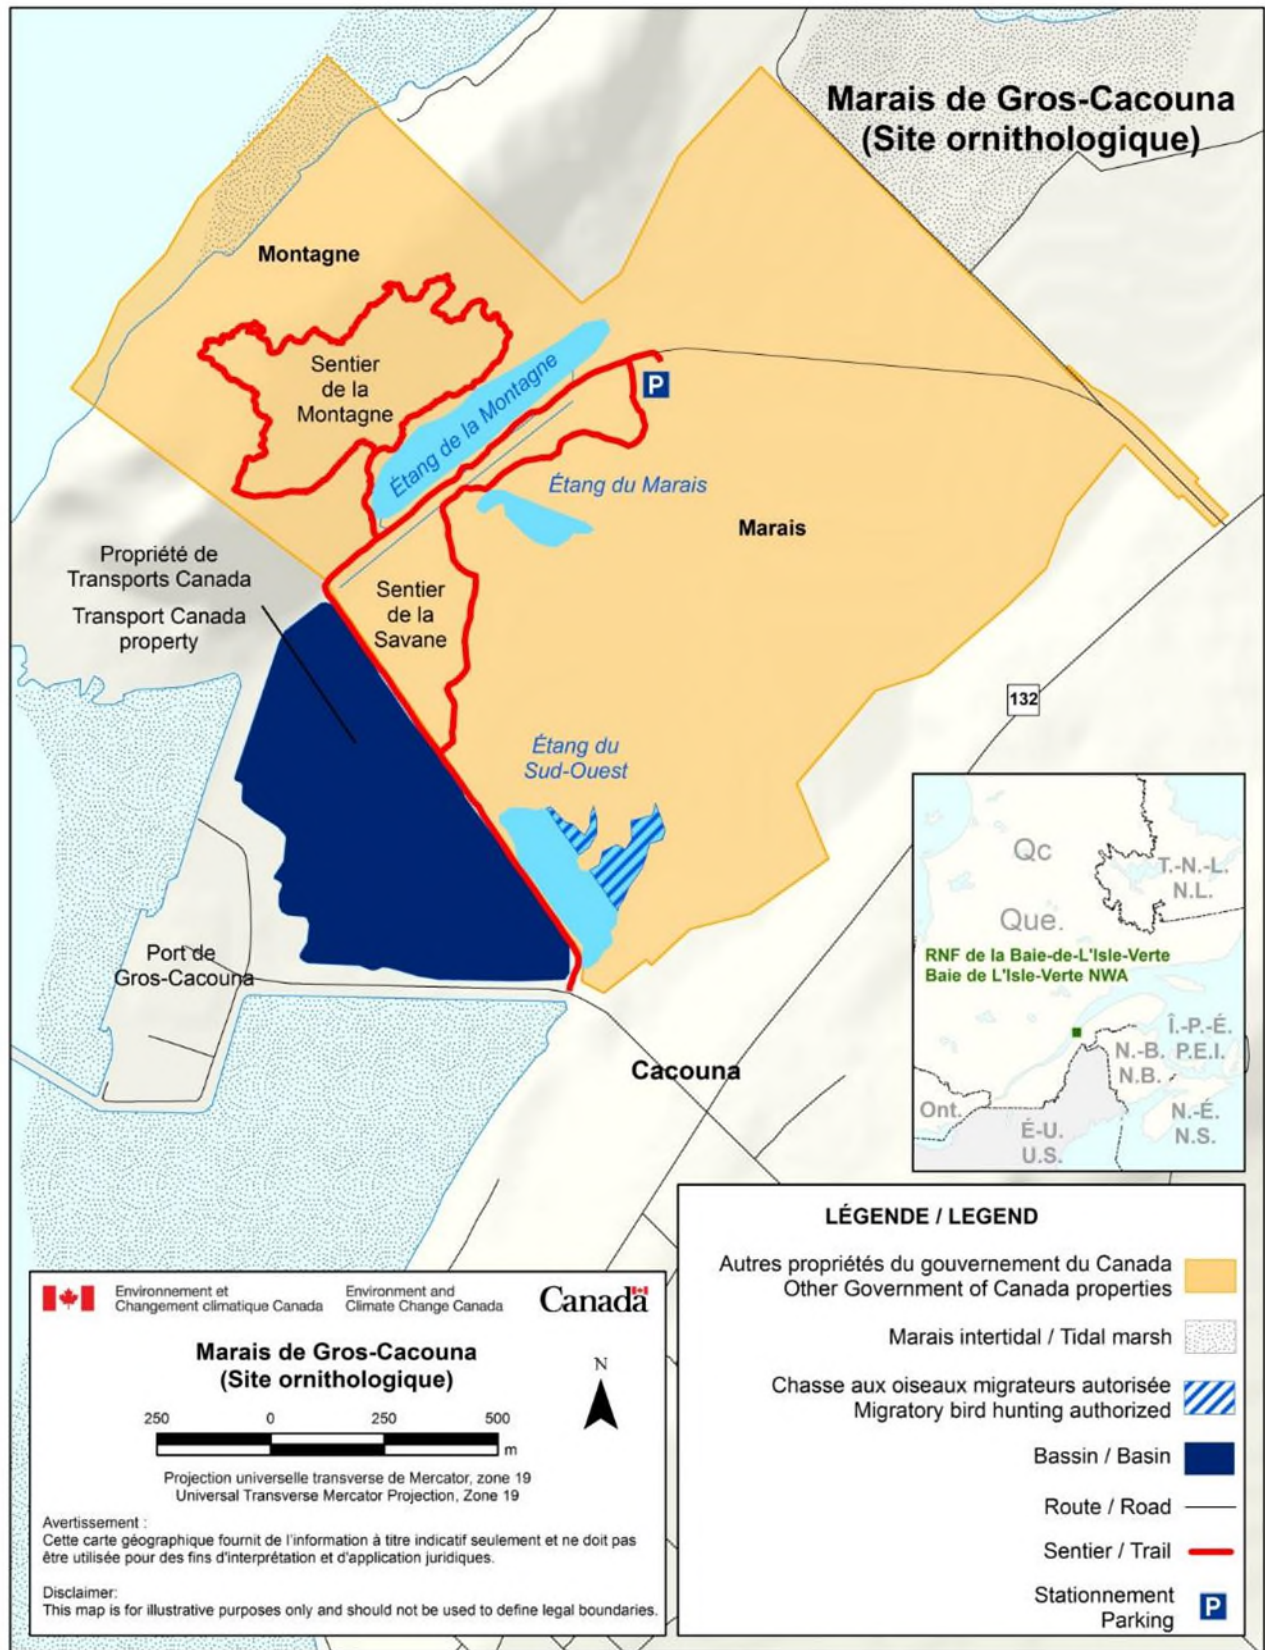 Marais de Gros-Cacouna
(Site ornithologique)
Montagne
Sentier
de la
Montagne
Étang de la Montagne
P
Étang du Marais
Marais
Propriété de
Transports Canada
Transport Canada
property
Sentier
de la
Savane
132
Étang du
Sud-Ouest
Port de
Gros-Cacouna
Cacouna
Qc
Que.
T.-N.-L.
N.L.
RNF de la Baie-de-L'Isle-Verte
Baie de L'Isle-Verte NWA
Î.-P.-É.
P.E.I.
N.-B.
N.B.
Ont.
É-U.
U.S.
N.-É.
N.S.
LÉGENDE / LEGEND
Autres propriétés du gouvernement du Canada
Other Government of Canada properties
Marais intertidal / Tidal marsh
Chasse aux oiseaux migrateurs autorisée
Migratory bird hunting authorized
Bassin / Basin
Route / Road
Sentier / Trail
Stationnement
Parking
P
Environnement et
Changement climatique Canada
Environment and
Climate Change Canada
Canada
Marais de Gros-Cacouna
(Site ornithologique)
N
250 0 250 500
m
Projection universelle transverse de Mercator, zone 19
Universal Transverse Mercator Projection, Zone 19
Avertissement :
Cette carte géographique fournit de l'information à titre indicatif seulement et ne doit pas
être utilisée pour des fins d'interprétation et d'application juridiques.
Disclaimer:
This map is for illustrative purposes only and should not be used to define legal boundaries.